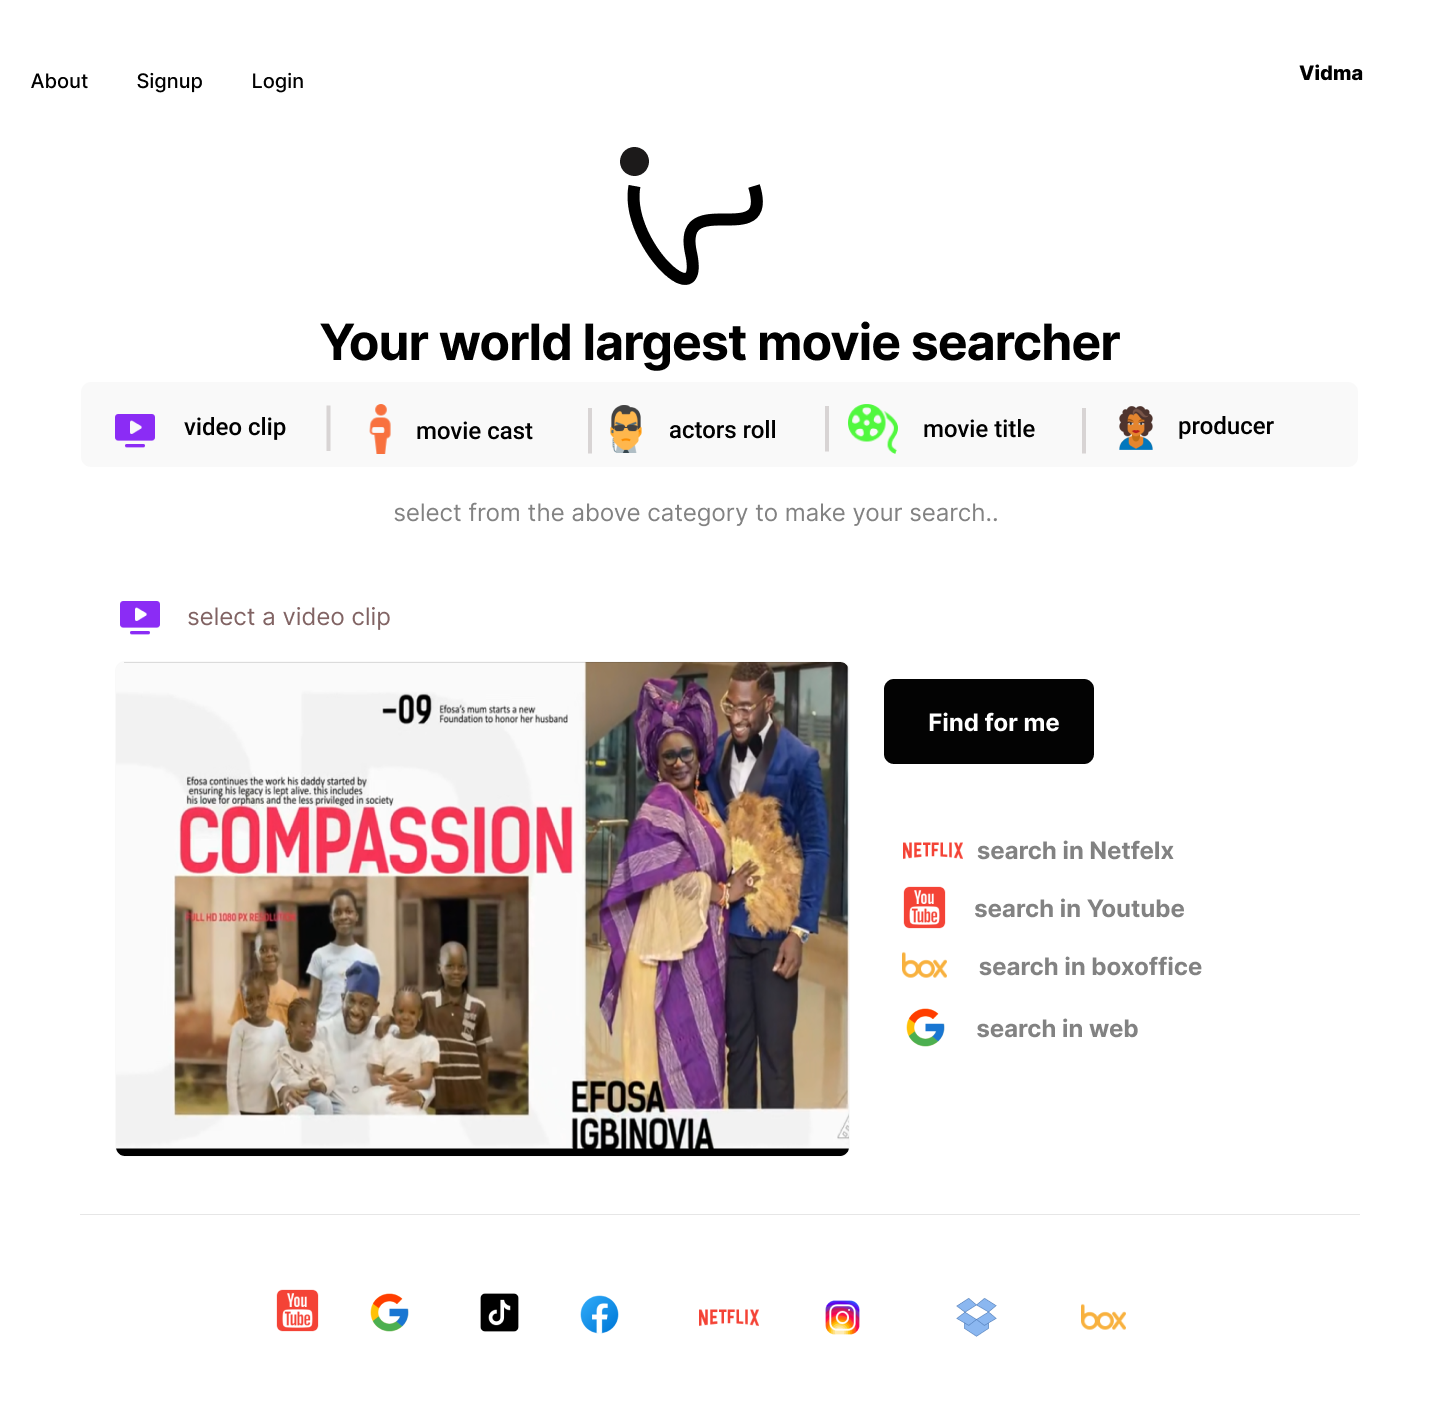 About Signup Login Vidma
Your world largest movie searcher
video clip movie cast actors roll movie title producer
select from the above category to make your search..
select a video clip
–09 Efosa's mum starts a new
Foundation to honor her husband
Efosa continues the work his daddy started by
ensuring his legacy is kept alive. this includes
his love for orphans and the less privileged in society
COMPASSION
FULL HD 1080 PX RESOLUTION
EFOSA
IGBINOVIA
Find for me
NETFLIX search in Netfelx
You
Tube search in Youtube
box search in boxoffice
G search in web
You
Tube
NETFLIX
box